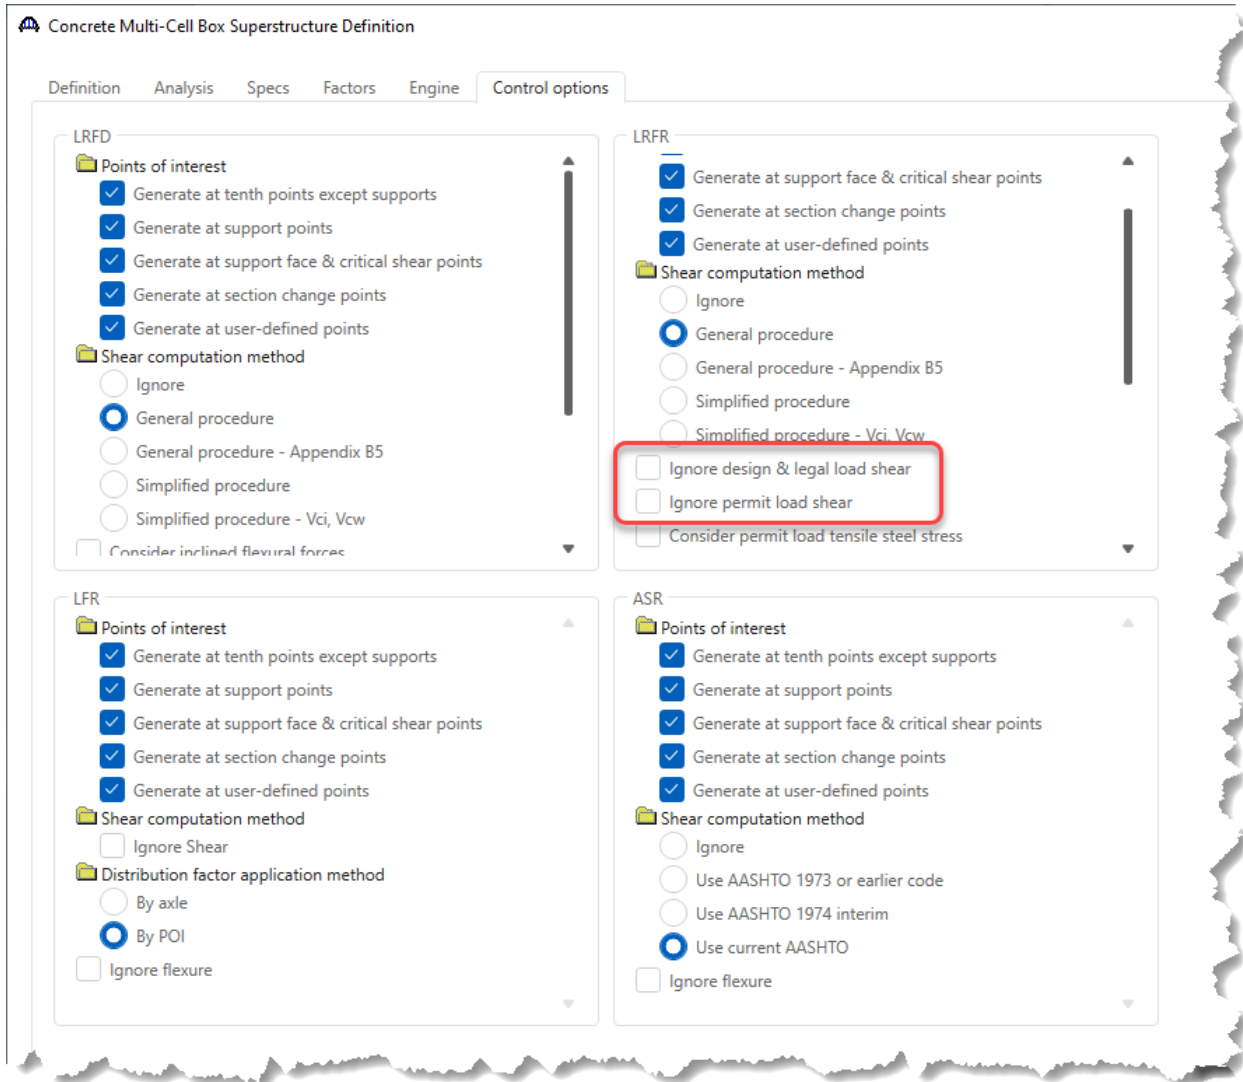 Concrete Multi-Cell Box Superstructure Definition
Definition Analysis Specs Factors Engine Control options
LRFD
Points of interest
Generate at tenth points except supports
Generate at support points
Generate at support face & critical shear points
Generate at section change points
Generate at user-defined points
Shear computation method
Ignore
General procedure
General procedure - Appendix B5
Simplified procedure
Simplified procedure - Vci, Vcw
Consider inclined flexural forces
LRFR
Generate at support face & critical shear points
Generate at section change points
Generate at user-defined points
Shear computation method
Ignore
General procedure
General procedure - Appendix B5
Simplified procedure
Simplified procedure - Vci, Vcw
Ignore design & legal load shear
Ignore permit load shear
Consider permit load tensile steel stress
LFR
Points of interest
Generate at tenth points except supports
Generate at support points
Generate at support face & critical shear points
Generate at section change points
Generate at user-defined points
Shear computation method
Ignore Shear
Distribution factor application method
By axle
By POI
Ignore flexure
ASR
Points of interest
Generate at tenth points except supports
Generate at support points
Generate at support face & critical shear points
Generate at section change points
Generate at user-defined points
Shear computation method
Ignore
Use AASHTO 1973 or earlier code
Use AASHTO 1974 interim
Use current AASHTO
Ignore flexure